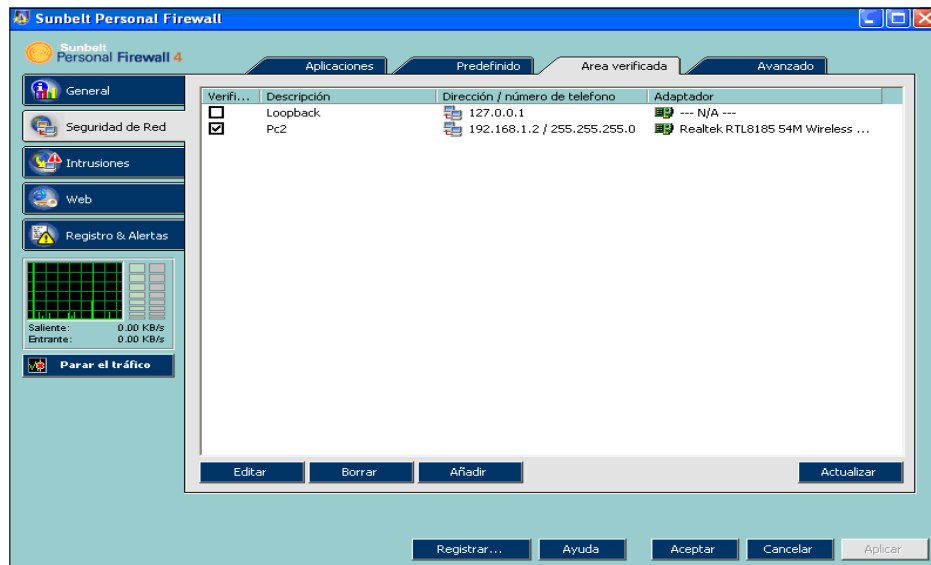 Sunbelt Personal Firewall
Sunbelt
Personal Firewall 4
Aplicaciones Predefinido Area verificada Avanzado
General
Seguridad de Red
Intrusiones
Web
Registro & Alertas
Verifi... Descripción Dirección / número de telefono Adaptador
Loopback 127.0.0.1 --- N/A ---
Pc2 192.168.1.2 / 255.255.255.0 Realtek RTL8185 54M Wireless ...
Saliente: 0.00 KB/s
Entrante: 0.00 KB/s
Parar el tráfico
Editar Borrar Añadir Actualizar
Registrar... Ayuda Aceptar Cancelar Aplicar